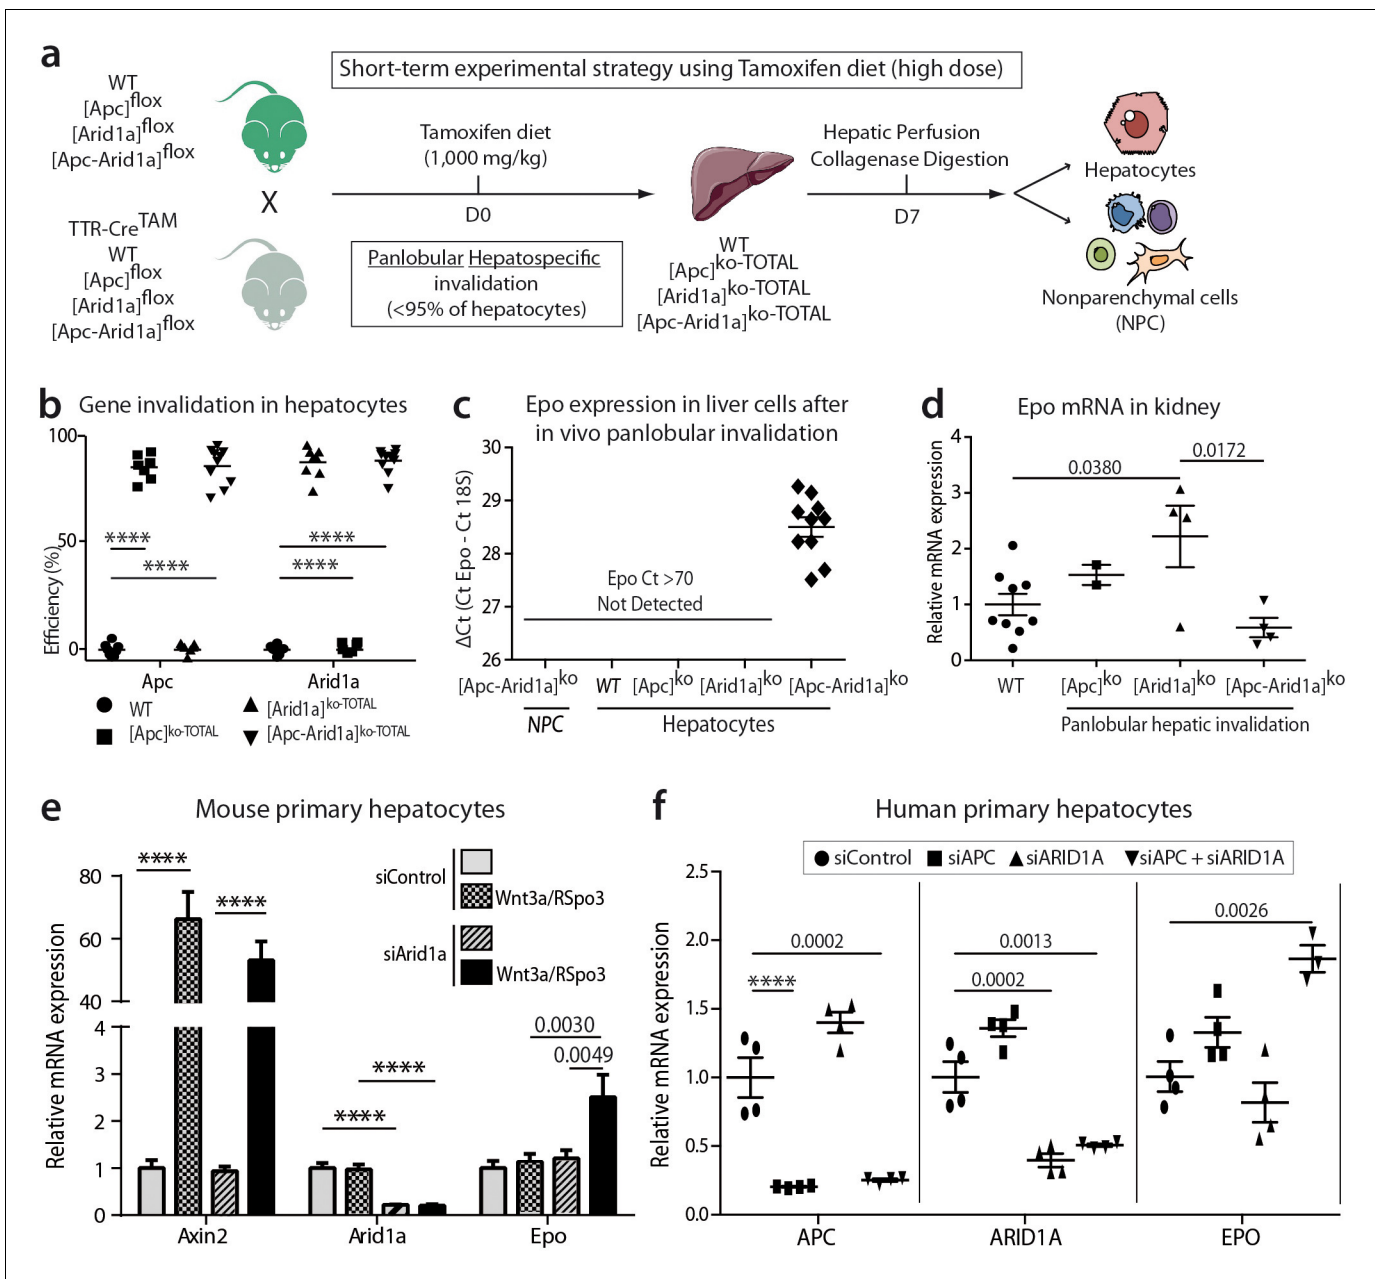 a
Short-term experimental strategy using Tamoxifen diet (high dose)
WT
[Apc]flox
[Arid1a]flox
[Apc-Arid1a]flox
X
TTR-CreTAM
WT
[Apc]flox
[Arid1a]flox
[Apc-Arid1a]flox
Tamoxifen diet
(1,000 mg/kg)
D0
Panlobular Hepatospecific
invalidation
(<95% of hepatocytes)
WT
[Apc]ko-TOTAL
[Arid1a]ko-TOTAL
[Apc-Arid1a]ko-TOTAL
Hepatic Perfusion
Collagenase Digestion
D7
Hepatocytes
Nonparenchymal cells
(NPC)
b
Gene invalidation in hepatocytes
Efficiency (%)
100
50
0
****
****
****
****
Apc
Arid1a
WT
[Apc]ko-TOTAL
[Arid1a]ko-TOTAL
[Apc-Arid1a]ko-TOTAL
c
Epo expression in liver cells after
in vivo panlobular invalidation
ΔCt (Ct Epo - Ct 18S)
30
29
28
27
26
Epo Ct >70
Not Detected
[Apc-Arid1a]ko
WT
[Apc]ko
[Arid1a]ko
[Apc-Arid1a]ko
NPC
Hepatocytes
d
Epo mRNA in kidney
Relative mRNA expression
4
3
2
1
0
0.0380
0.0172
WT
[Apc]ko
[Arid1a]ko
[Apc-Arid1a]ko
Panlobular hepatic invalidation
e
Mouse primary hepatocytes
Relative mRNA expression
80
60
40
4
3
2
1
0
****
****
****
****
0.0030
0.0049
siControl
Wnt3a/RSpo3
siArid1a
Wnt3a/RSpo3
Axin2
Arid1a
Epo
f
Human primary hepatocytes
siControl
siAPC
siARID1A
siAPC + siARID1A
Relative mRNA expression
2.5
2.0
1.5
1.0
0.5
0.0
0.0002
****
0.0013
0.0002
0.0026
APC
ARID1A
EPO